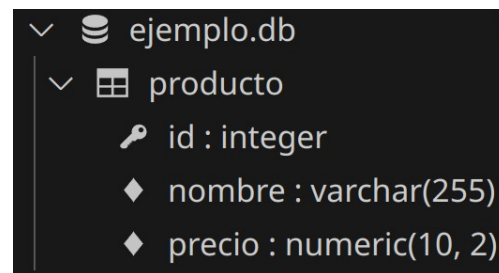 ejemplo.db
producto
id : integer
nombre : varchar(255)
precio : numeric(10, 2)